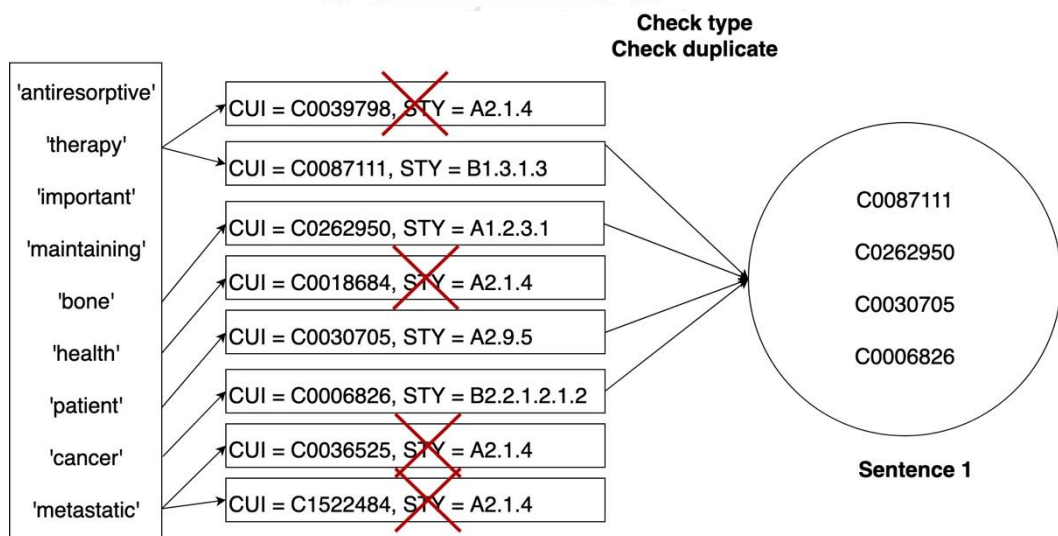 Check type
Check duplicate
'antiresorptive'
'therapy'
'important'
'maintaining'
'bone'
'health'
'patient'
'cancer'
'metastatic'
CUI = C0039798, STY = A2.1.4
CUI = C0087111, STY = B1.3.1.3
CUI = C0262950, STY = A1.2.3.1
CUI = C0018684, STY = A2.1.4
CUI = C0030705, STY = A2.9.5
CUI = C0006826, STY = B2.2.1.2.1.2
CUI = C0036525, STY = A2.1.4
CUI = C1522484, STY = A2.1.4
C0087111
C0262950
C0030705
C0006826
Sentence 1